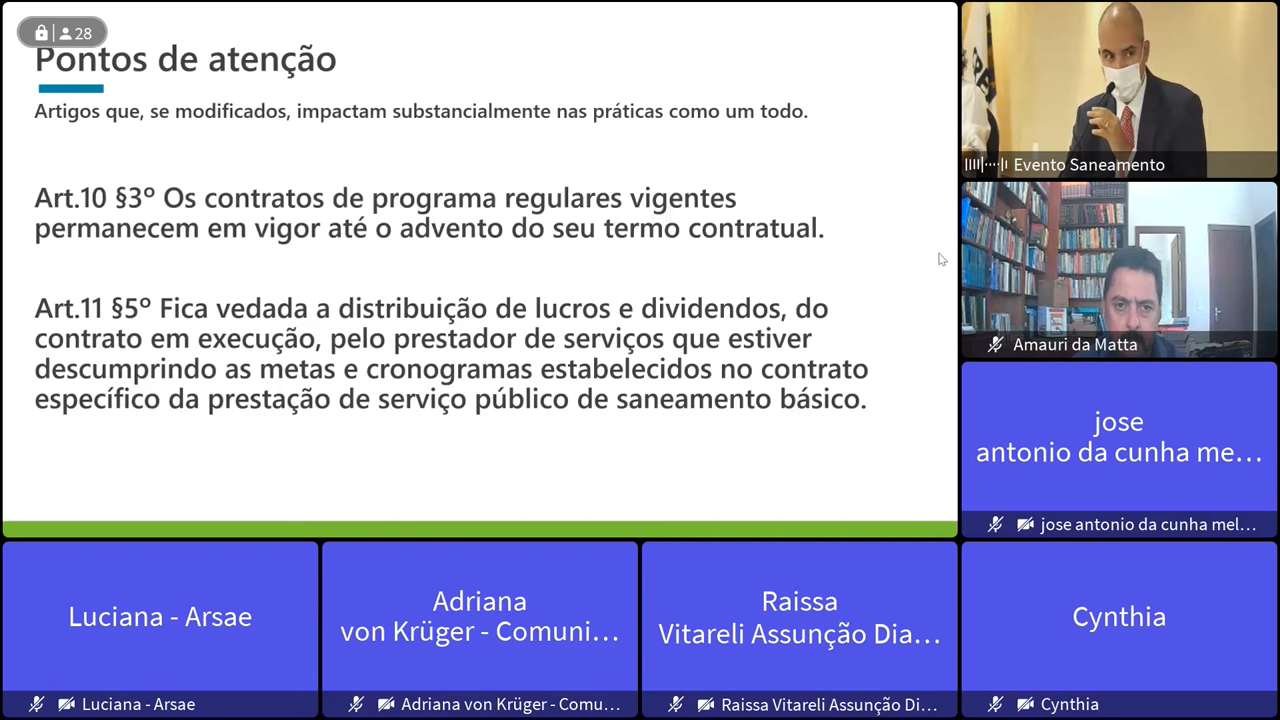 28
Pontos de atenção
Artigos que, se modificados, impactam substancialmente nas práticas como um todo.
Art.10 §3º Os contratos de programa regulares vigentes
permanecem em vigor até o advento do seu termo contratual.
Art.11 §5º Fica vedada a distribuição de lucros e dividendos, do
contrato em execução, pelo prestador de serviços que estiver
descumprindo as metas e cronogramas estabelecidos no contrato
específico da prestação de serviço público de saneamento básico.
Evento Saneamento
Amauri da Matta
jose
antonio da cunha me…
jose antonio da cunha mel…
Luciana - Arsae
Luciana - Arsae
Adriana
von Krüger - Comuni…
Adriana von Krüger - Comu…
Raissa
Vitareli Assunção Dia…
Raissa Vitareli Assunção Di…
Cynthia
Cynthia